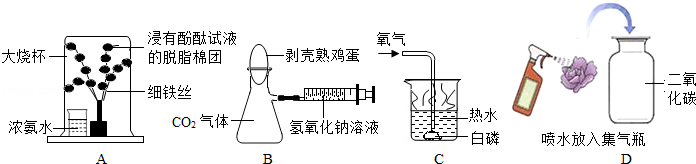 大烧杯
浸有酚酞试液
的脱脂棉团
细铁丝
浓氨水
A
剥壳熟鸡蛋
CO₂ 气体
氢氧化钠溶液
B
氧气
热水
白磷
C
二氧
化碳
喷水放入集气瓶
D